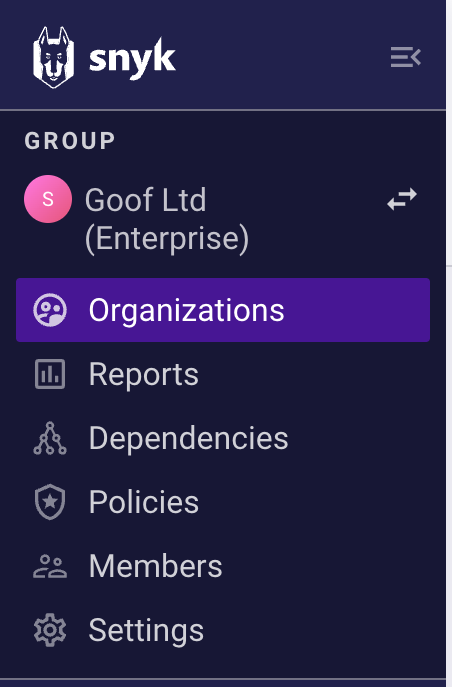 snyk
GROUP
S
Goof Ltd
(Enterprise)
Organizations
Reports
Dependencies
Policies
Members
Settings